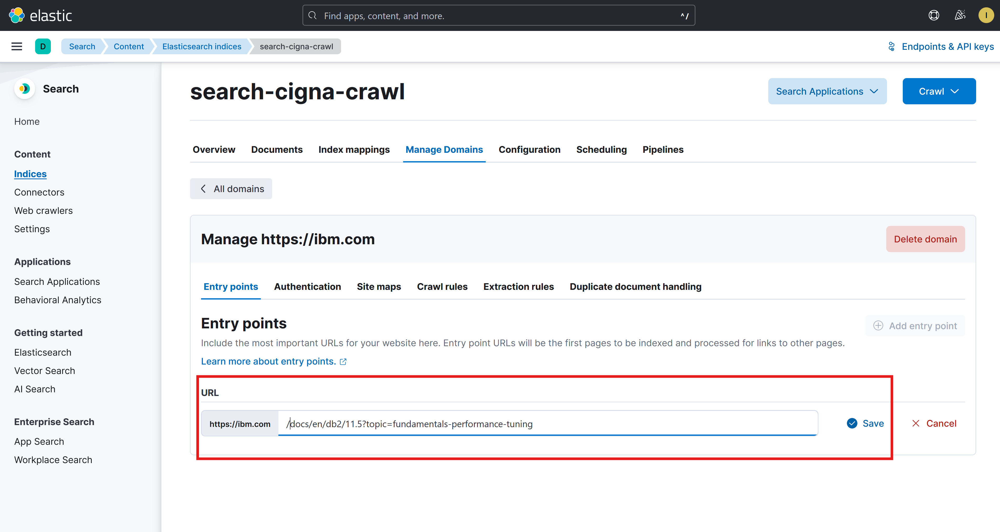 elastic
Find apps, content, and more.
^ /
I
D
Search
Content
Elasticsearch indices
search-cigna-crawl
Endpoints & API keys
Search
Home
Content
Indices
Connectors
Web crawlers
Settings
Applications
Search Applications
Behavioral Analytics
Getting started
Elasticsearch
Vector Search
AI Search
Enterprise Search
App Search
Workplace Search
search-cigna-crawl
Search Applications
Crawl
Overview
Documents
Index mappings
Manage Domains
Configuration
Scheduling
Pipelines
All domains
Manage https://ibm.com
Delete domain
Entry points
Authentication
Site maps
Crawl rules
Extraction rules
Duplicate document handling
Entry points
Add entry point
Include the most important URLs for your website here. Entry point URLs will be the first pages to be indexed and processed for links to other pages.
Learn more about entry points.
URL
https://ibm.com
/docs/en/db2/11.5?topic=fundamentals-performance-tuning
Save
Cancel